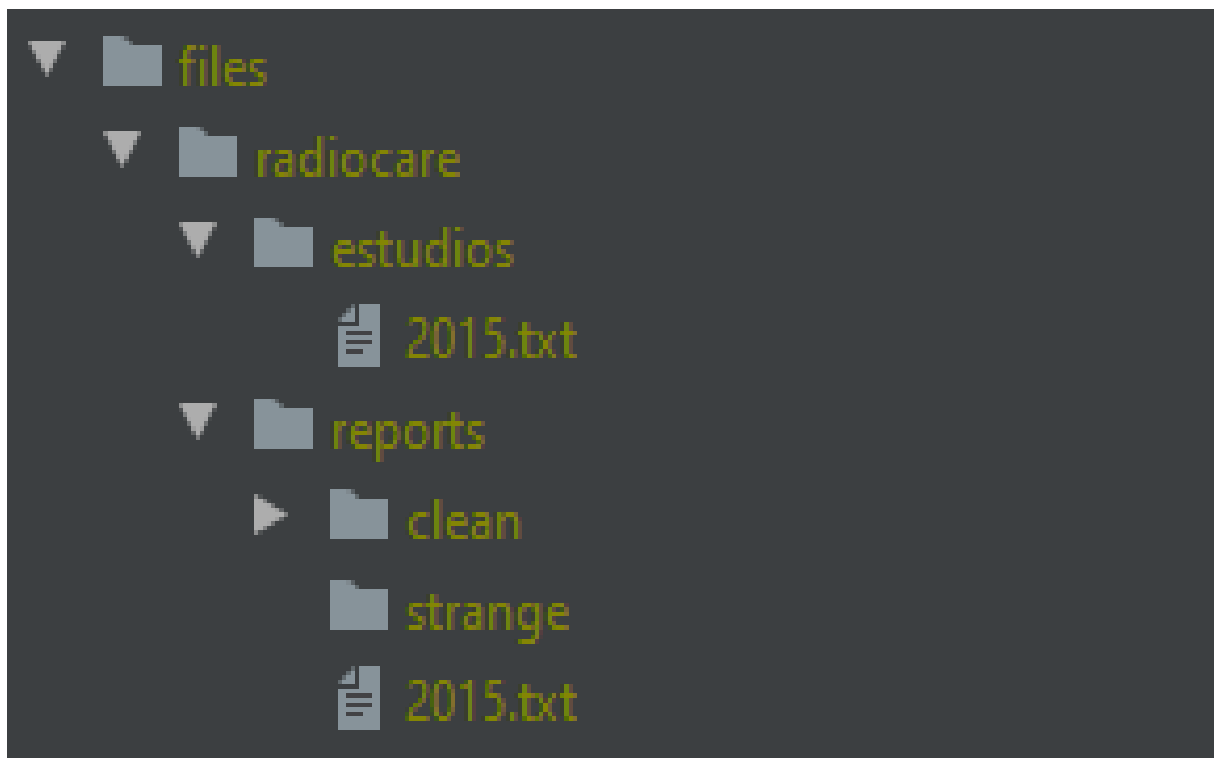 files
radiocare
estudios
2015.txt
reports
clean
strange
2015.txt